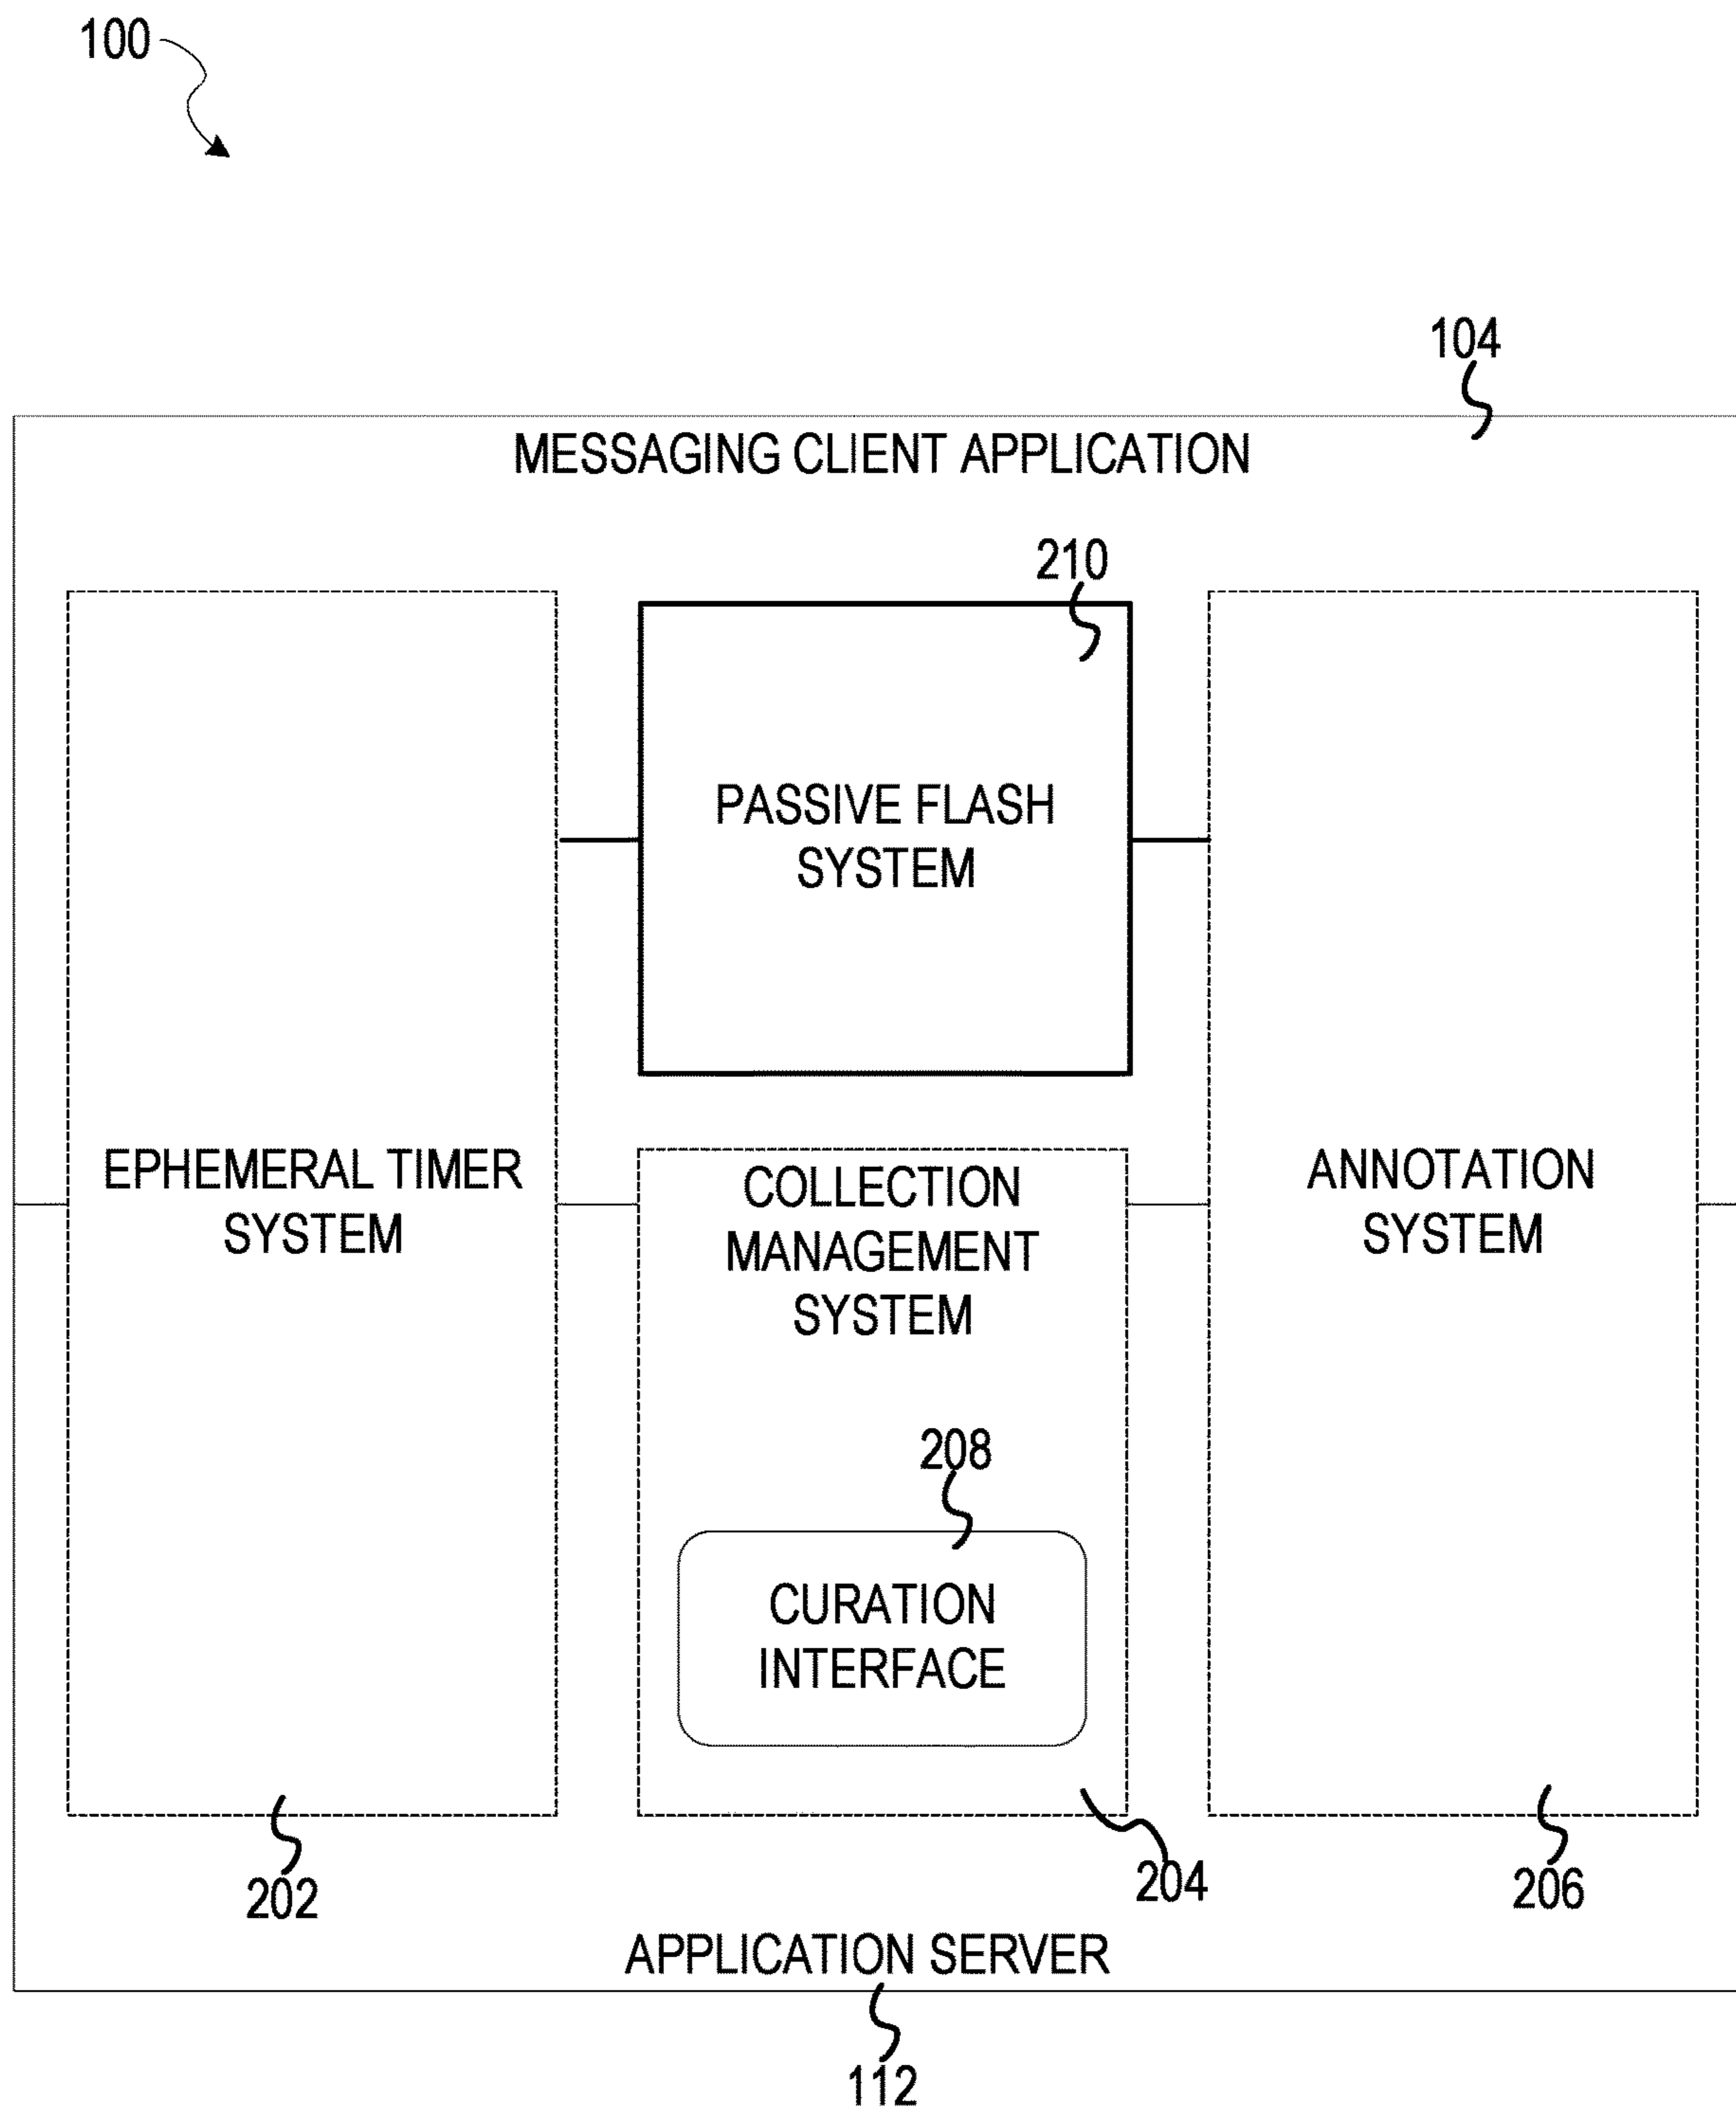 100
104
MESSAGING CLIENT APPLICATION
210
PASSIVE FLASH
SYSTEM
EPHEMERAL TIMER
SYSTEM
COLLECTION
MANAGEMENT
SYSTEM
ANNOTATION
SYSTEM
208
CURATION
INTERFACE
202
204
206
APPLICATION SERVER
112